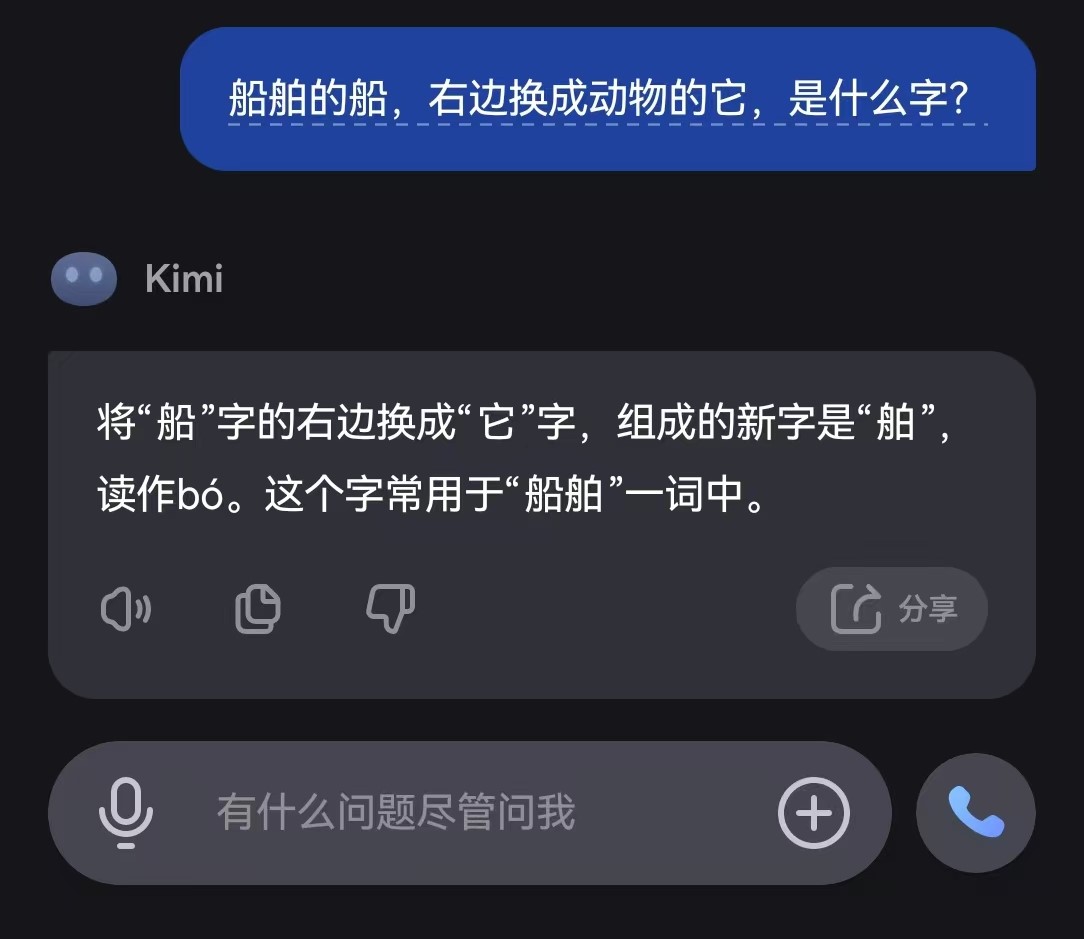 船舶的船，右边换成动物的它，是什么字？
Kimi
将“船”字的右边换成“它”字，组成的新字是“舶”，
读作bó。这个字常用于“船舶”一词中。
分享
有什么问题尽管问我